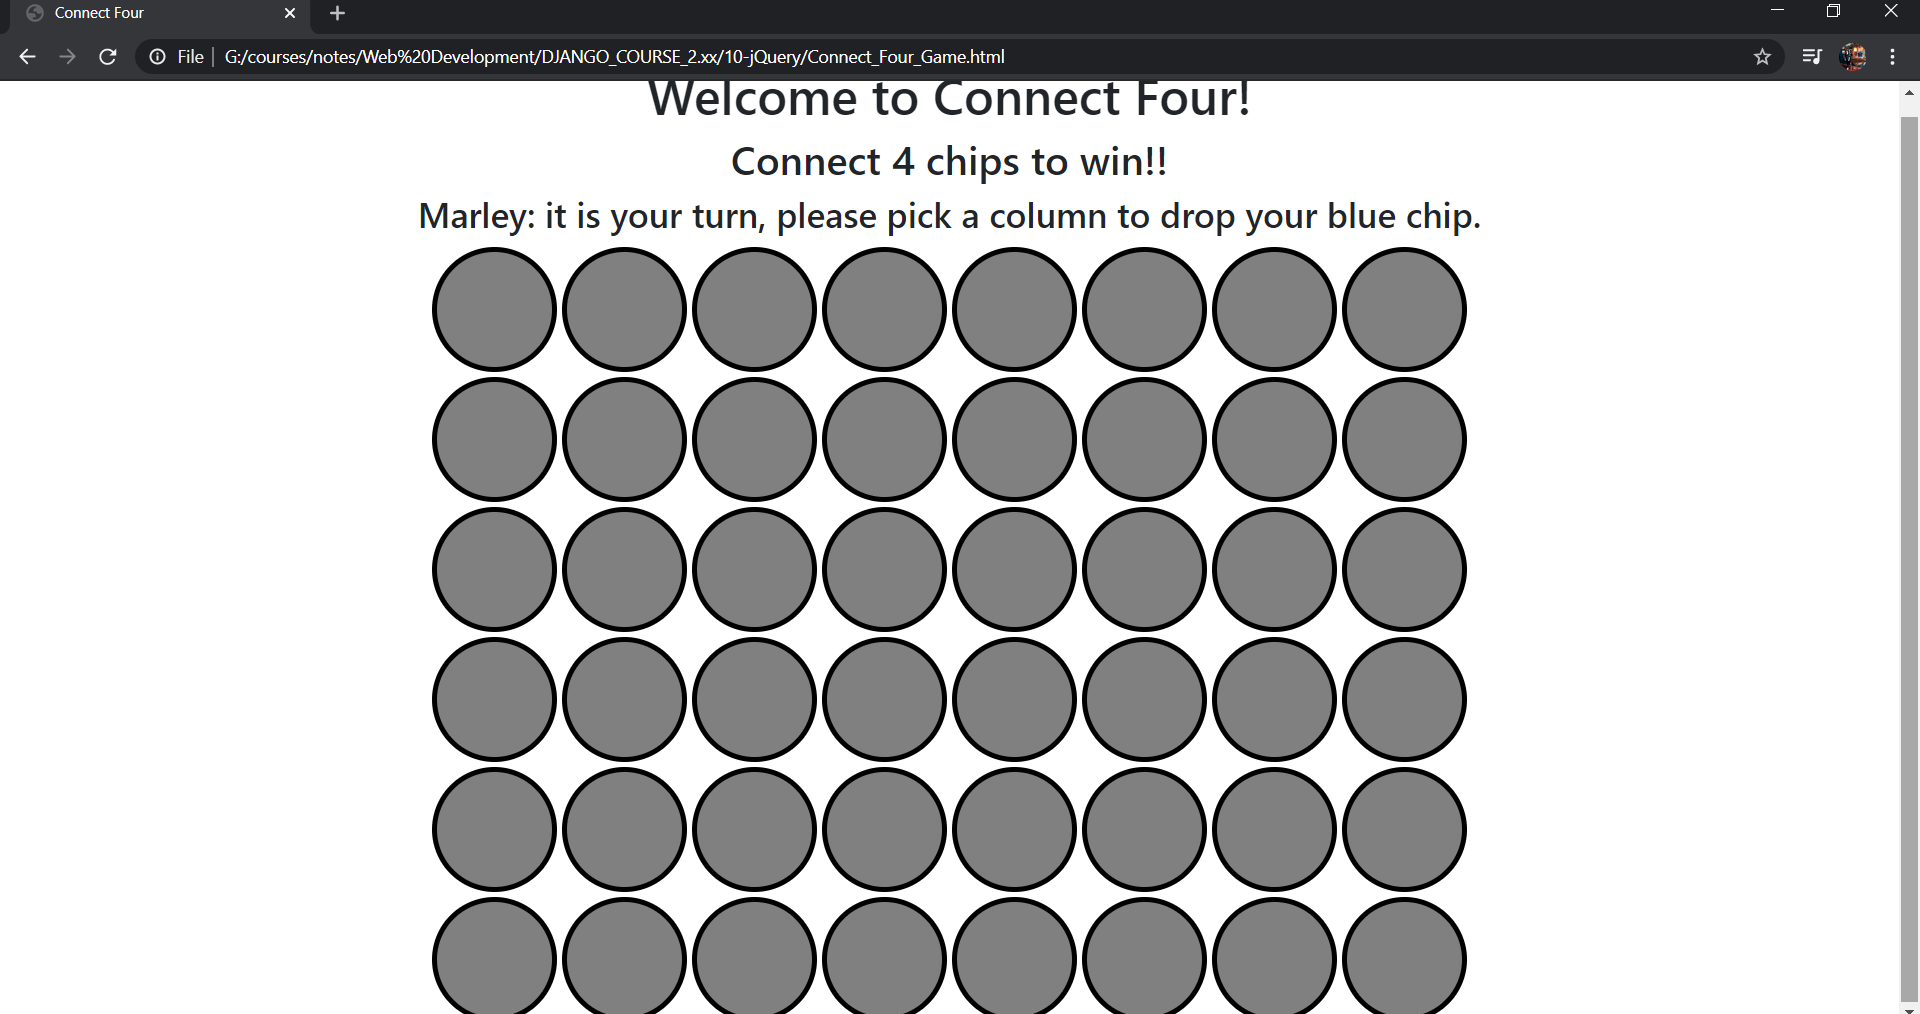 Connect Four
File G:/courses/notes/Web%20Development/DJANGO_COURSE_2.xx/10-jQuery/Connect_Four_Game.html
Welcome to Connect Four!
Connect 4 chips to win!!
Marley: it is your turn, please pick a column to drop your blue chip.